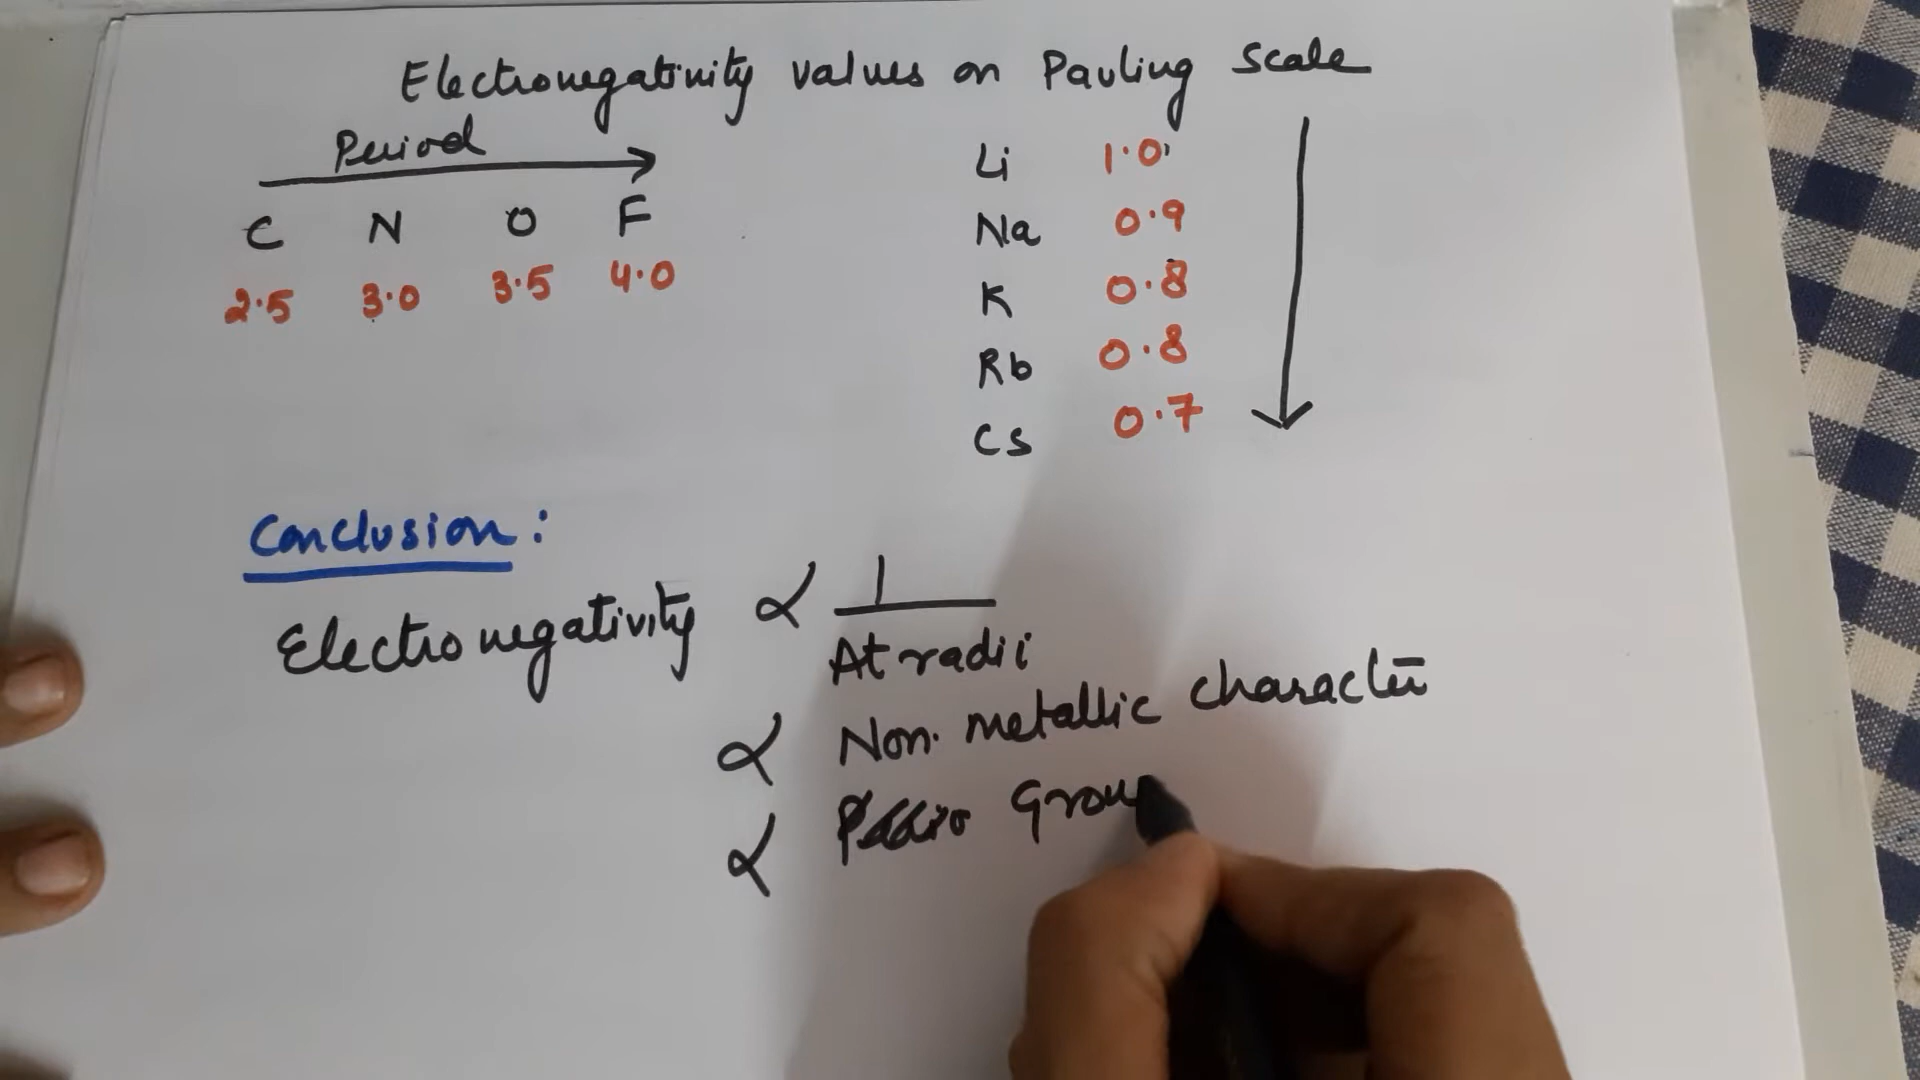 Electronegativity values on Pauling scale
Period
C N O F
2.5 3.0 3.5 4.0
Li 1.0
Na 0.9
K 0.8
Rb 0.8
Cs 0.7
Conclusion:
Electronegativity ∝ 1
At radii
∝ Non. metallic character
∝ Grou